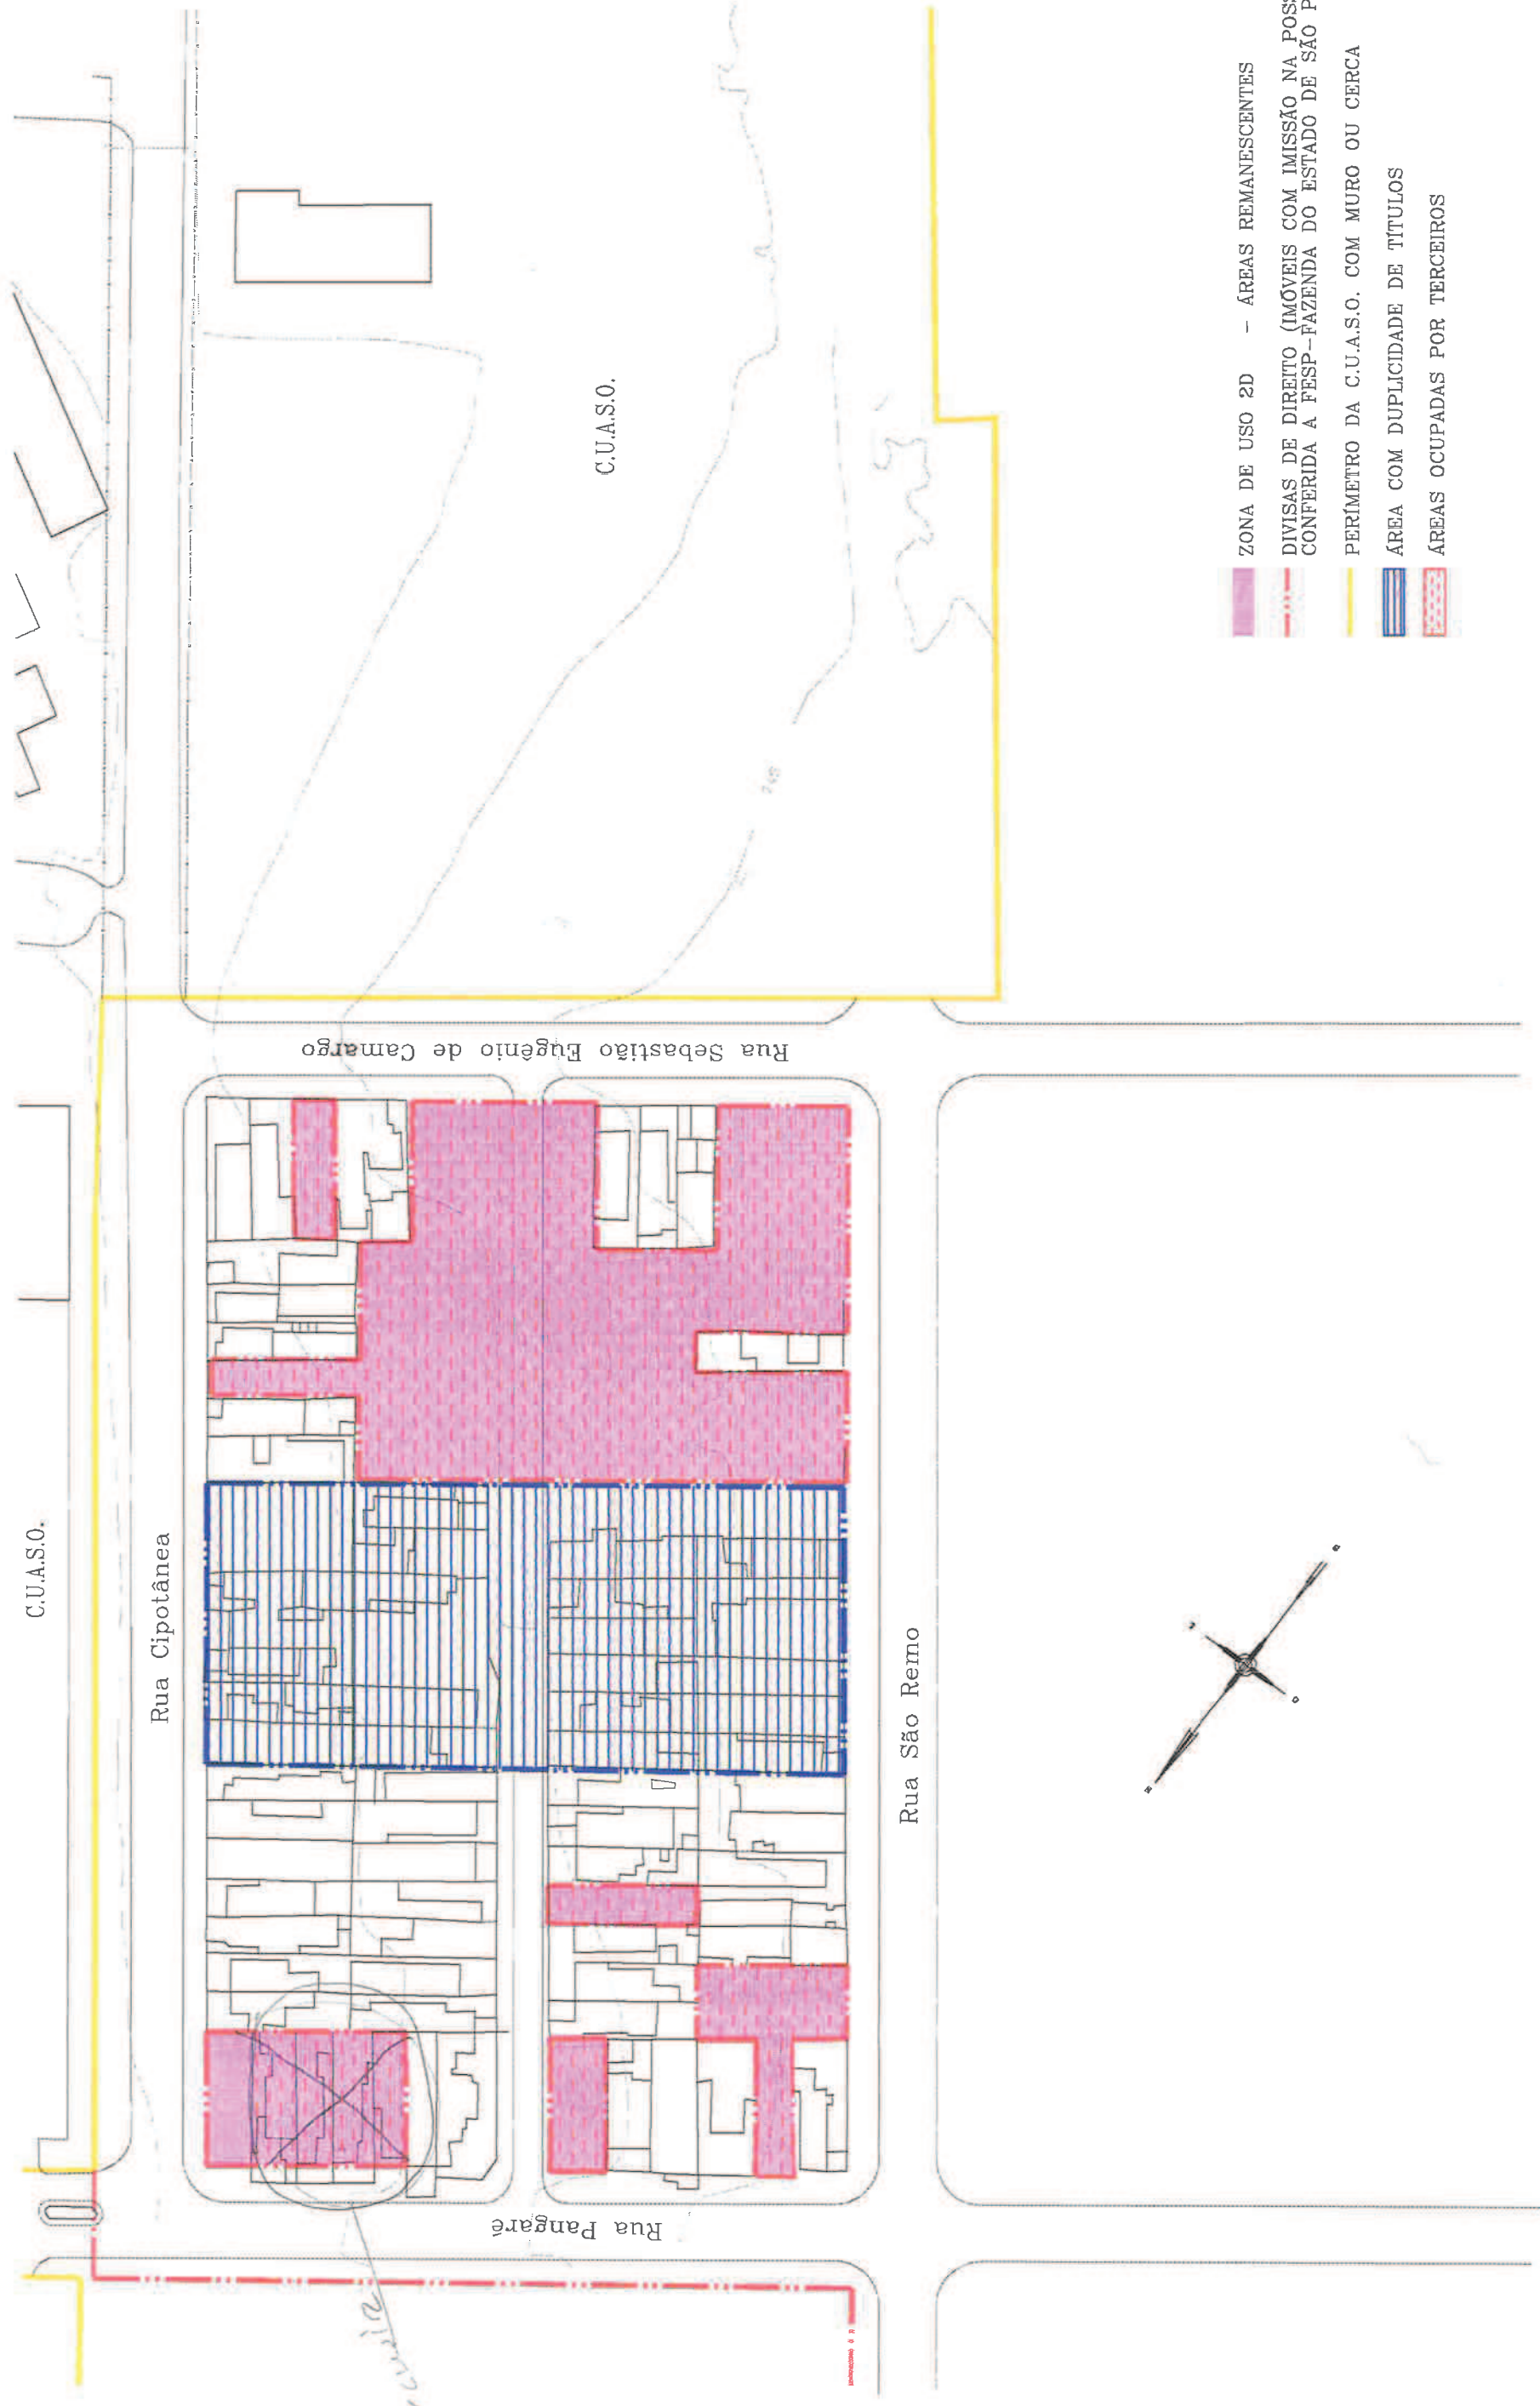 C.U.A.S.O.
Rua Cipotânea
C.U.A.S.O.
Rua Sebastião Eugênio de Camargo
Rua São Remo
Rua Pangaré
ZONA DE USO 2D - ÁREAS REMANESCENTES
DIVISAS DE DIREITO (IMÓVEIS COM IMISSÃO NA POSS
CONFERIDA A FESP-FAZENDA DO ESTADO DE SÃO P
PERÍMETRO DA C.U.A.S.O. COM MURO OU CERCA
ÁREA COM DUPLICIDADE DE TÍTULOS
ÁREAS OCUPADAS POR TERCEIROS